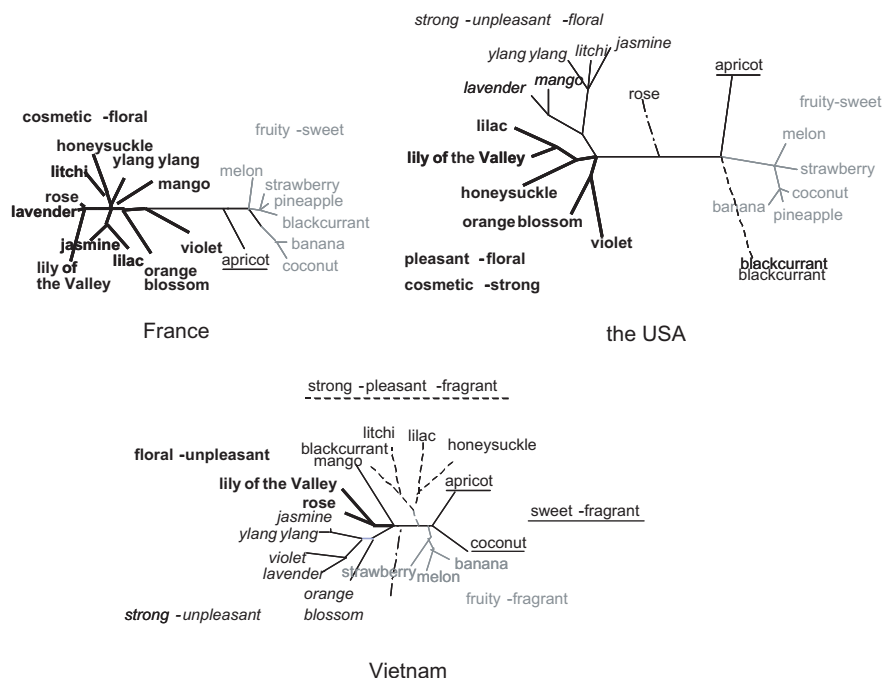 strong -unpleasant -floral
ylang ylang
litchi
jasmine
lavender
mango
apricot
rose
fruity-sweet
lilac
melon
lily of the Valley
strawberry
honeysuckle
coconut
banana
pineapple
orange blossom
violet
pleasant -floral
cosmetic -strong
blackcurrant
blackcurrant
the USA
cosmetic -floral
fruity -sweet
honeysuckle
ylang ylang
litchi
mango
melon
strawberry
rose
pineapple
lavender
blackcurrant
jasmine
violet
banana
lily of
the Valley
lilac
orange
blossom
apricot
coconut
France
strong -pleasant -fragrant
litchi
lilac
floral -unpleasant
blackcurrant
honeysuckle
mango
lily of the Valley
apricot
rose
jasmine
sweet -fragrant
ylang ylang
coconut
violet
banana
lavender
strawberry
melon
orange
blossom
fruity -fragrant
strong -unpleasant
Vietnam